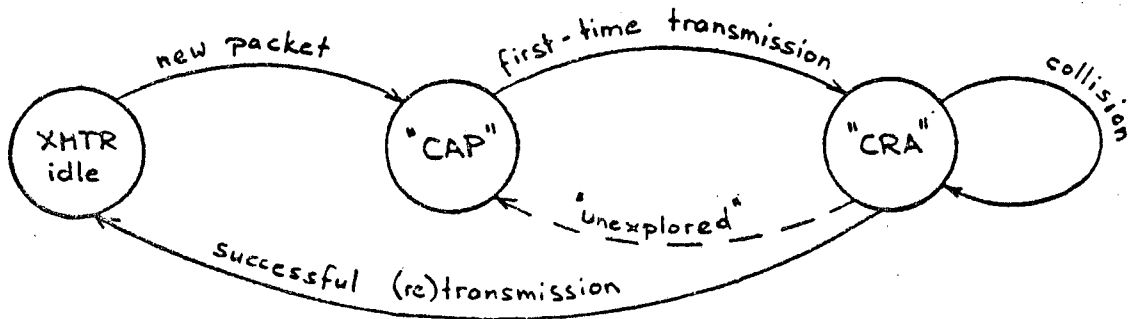 new packet
first-time transmission
collision
XMTR
idle
"CAP"
"CRA"
"unexplored"
successful (re)transmission